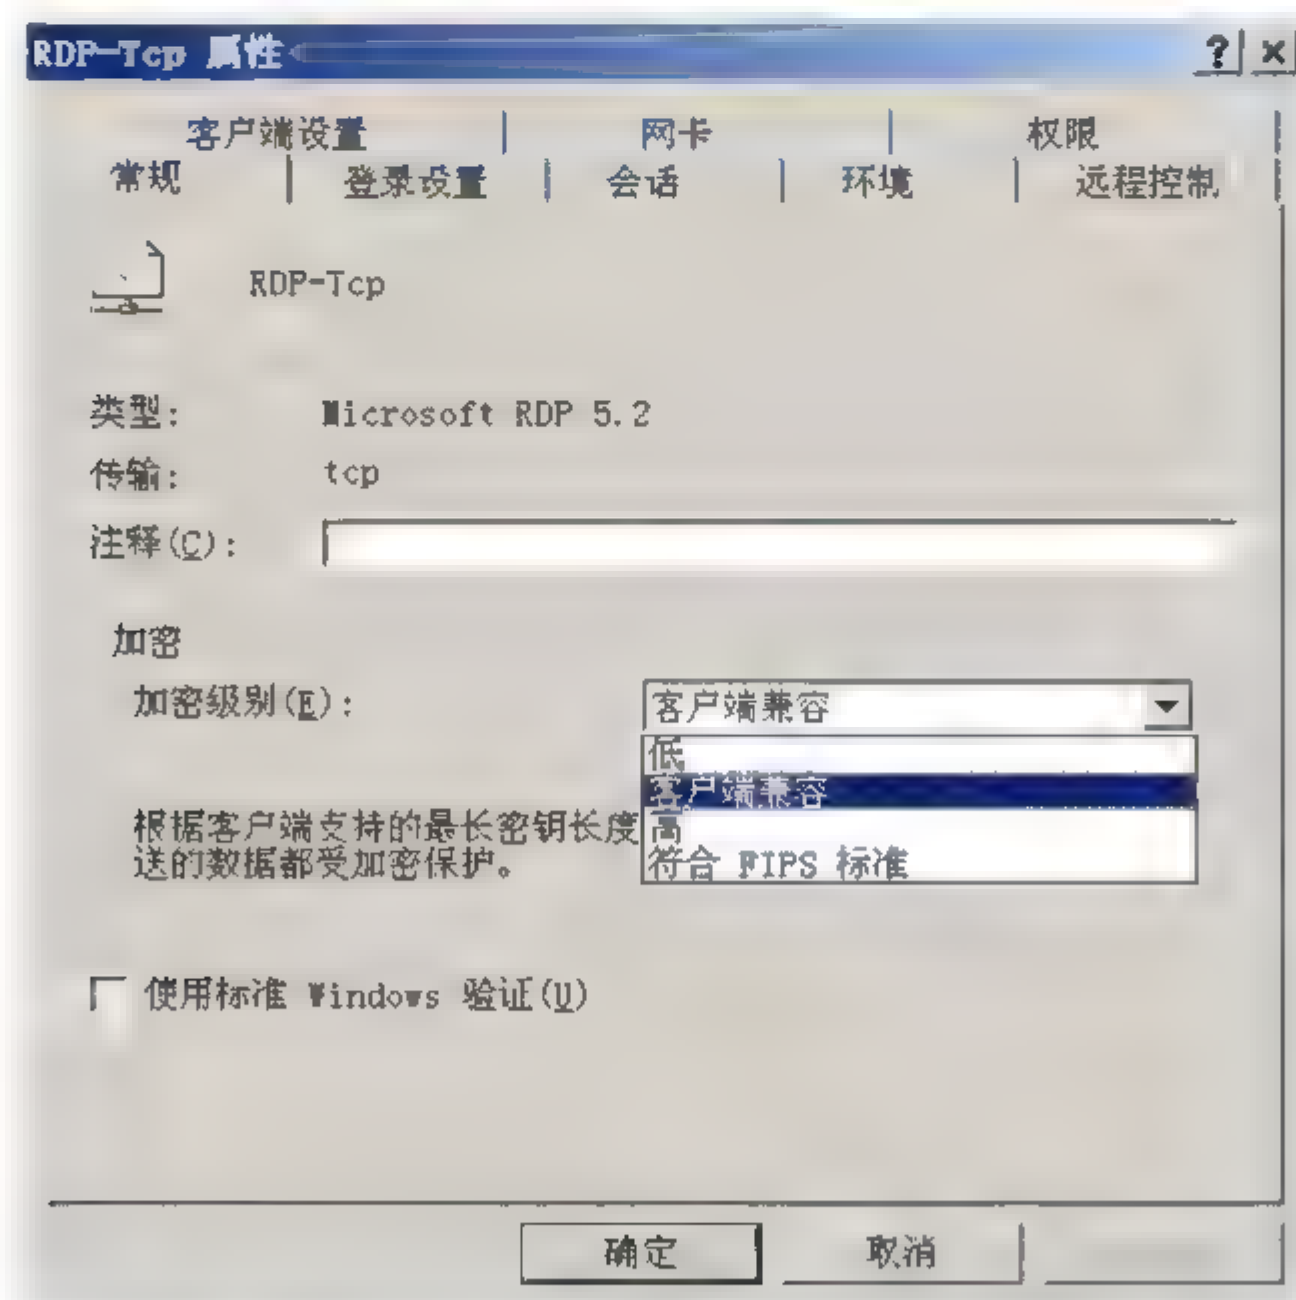 RDP-Tcp 属性
客户端设置 网卡 权限
常规 登录设置 会话 环境 远程控制
RDP-Tcp
类型: Microsoft RDP 5.2
传输: tcp
注释(C):
加密
加密级别(E): 客户端兼容
低
客户端兼容
高
符合 FIPS 标准
根据客户端支持的最长密钥长度
送的数据都受加密保护。
使用标准 Windows 验证(U)
确定 取消